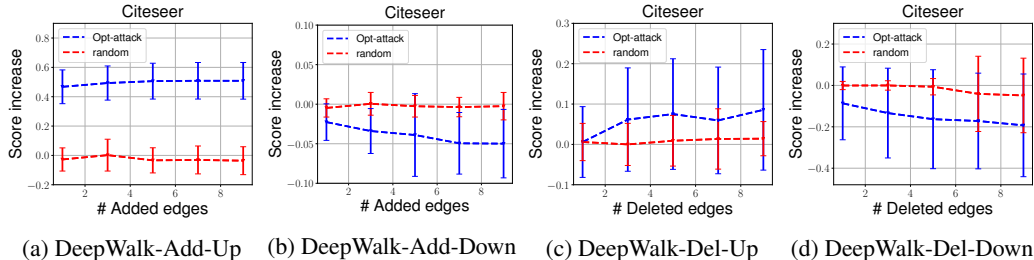 Citeseer
Score increase
0.8
0.6
0.4
0.2
0.0
−0.2
Opt-attack
random
2 4 6 8
# Added edges
(a) DeepWalk-Add-Up
Citeseer
Score increase
0.10
0.05
0.00
−0.05
−0.10
Opt-attack
random
2 4 6 8
# Added edges
(b) DeepWalk-Add-Down
Citeseer
Score increase
0.3
0.2
0.1
0.0
0.1
Opt-attack
random
2 4 6 8
# Deleted edges
(c) DeepWalk-Del-Up
Citeseer
Score increase
0.2
0.0
−0.2
−0.4
Opt-attack
random
2 4 6 8
# Deleted edges
(d) DeepWalk-Del-Down